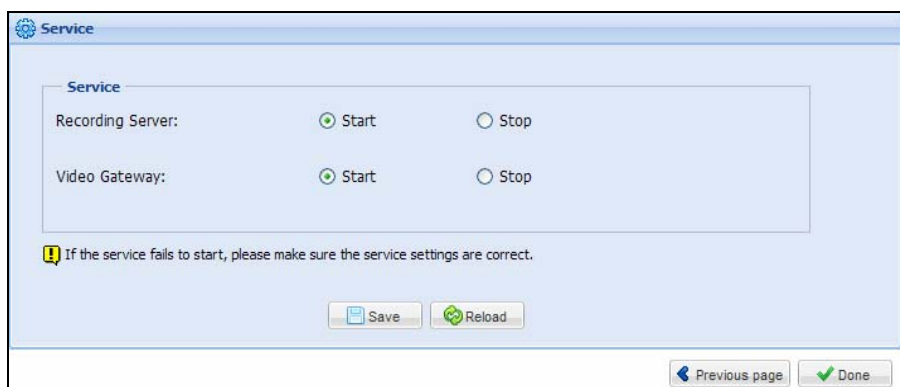 Service
Service
Recording Server: Start Stop
Video Gateway: Start Stop
If the service fails to start, please make sure the service settings are correct.
Save Reload
Previous page Done